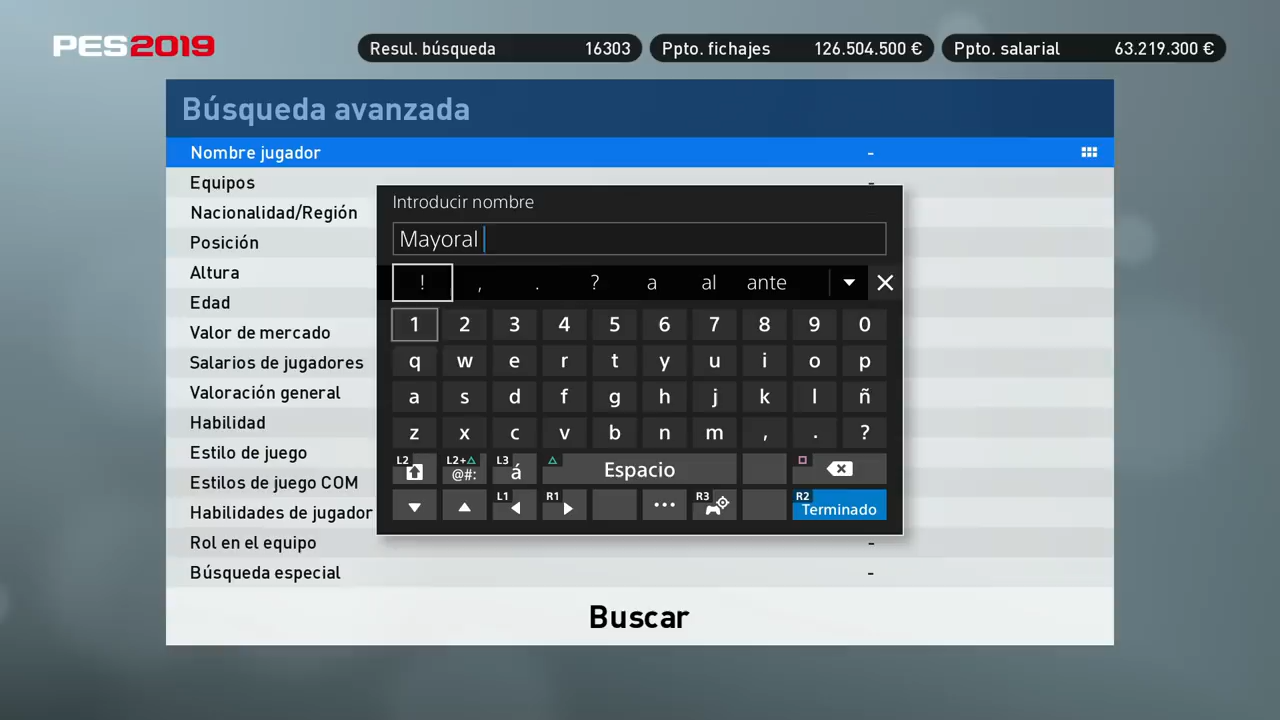 PES2019
Resul. búsqueda 16303
Ppto. fichajes 126.504.500 €
Ppto. salarial 63.219.300 €
Búsqueda avanzada
Nombre jugador -
Equipos -
Nacionalidad/Región
Posición
Altura
Edad
Valor de mercado
Salarios de jugadores
Valoración general
Habilidad
Estilo de juego
Estilos de juego COM
Habilidades de jugador
Rol en el equipo -
Búsqueda especial -
Introducir nombre
Mayoral
! , . ? a al ante
1 2 3 4 5 6 7 8 9 0
q w e r t y u i o p
a s d f g h j k l ñ
z x c v b n m , . ?
L2 L2+△ @#: L3 á △ Espacio □
L1 R1 ... R3 R2 Terminado
Buscar